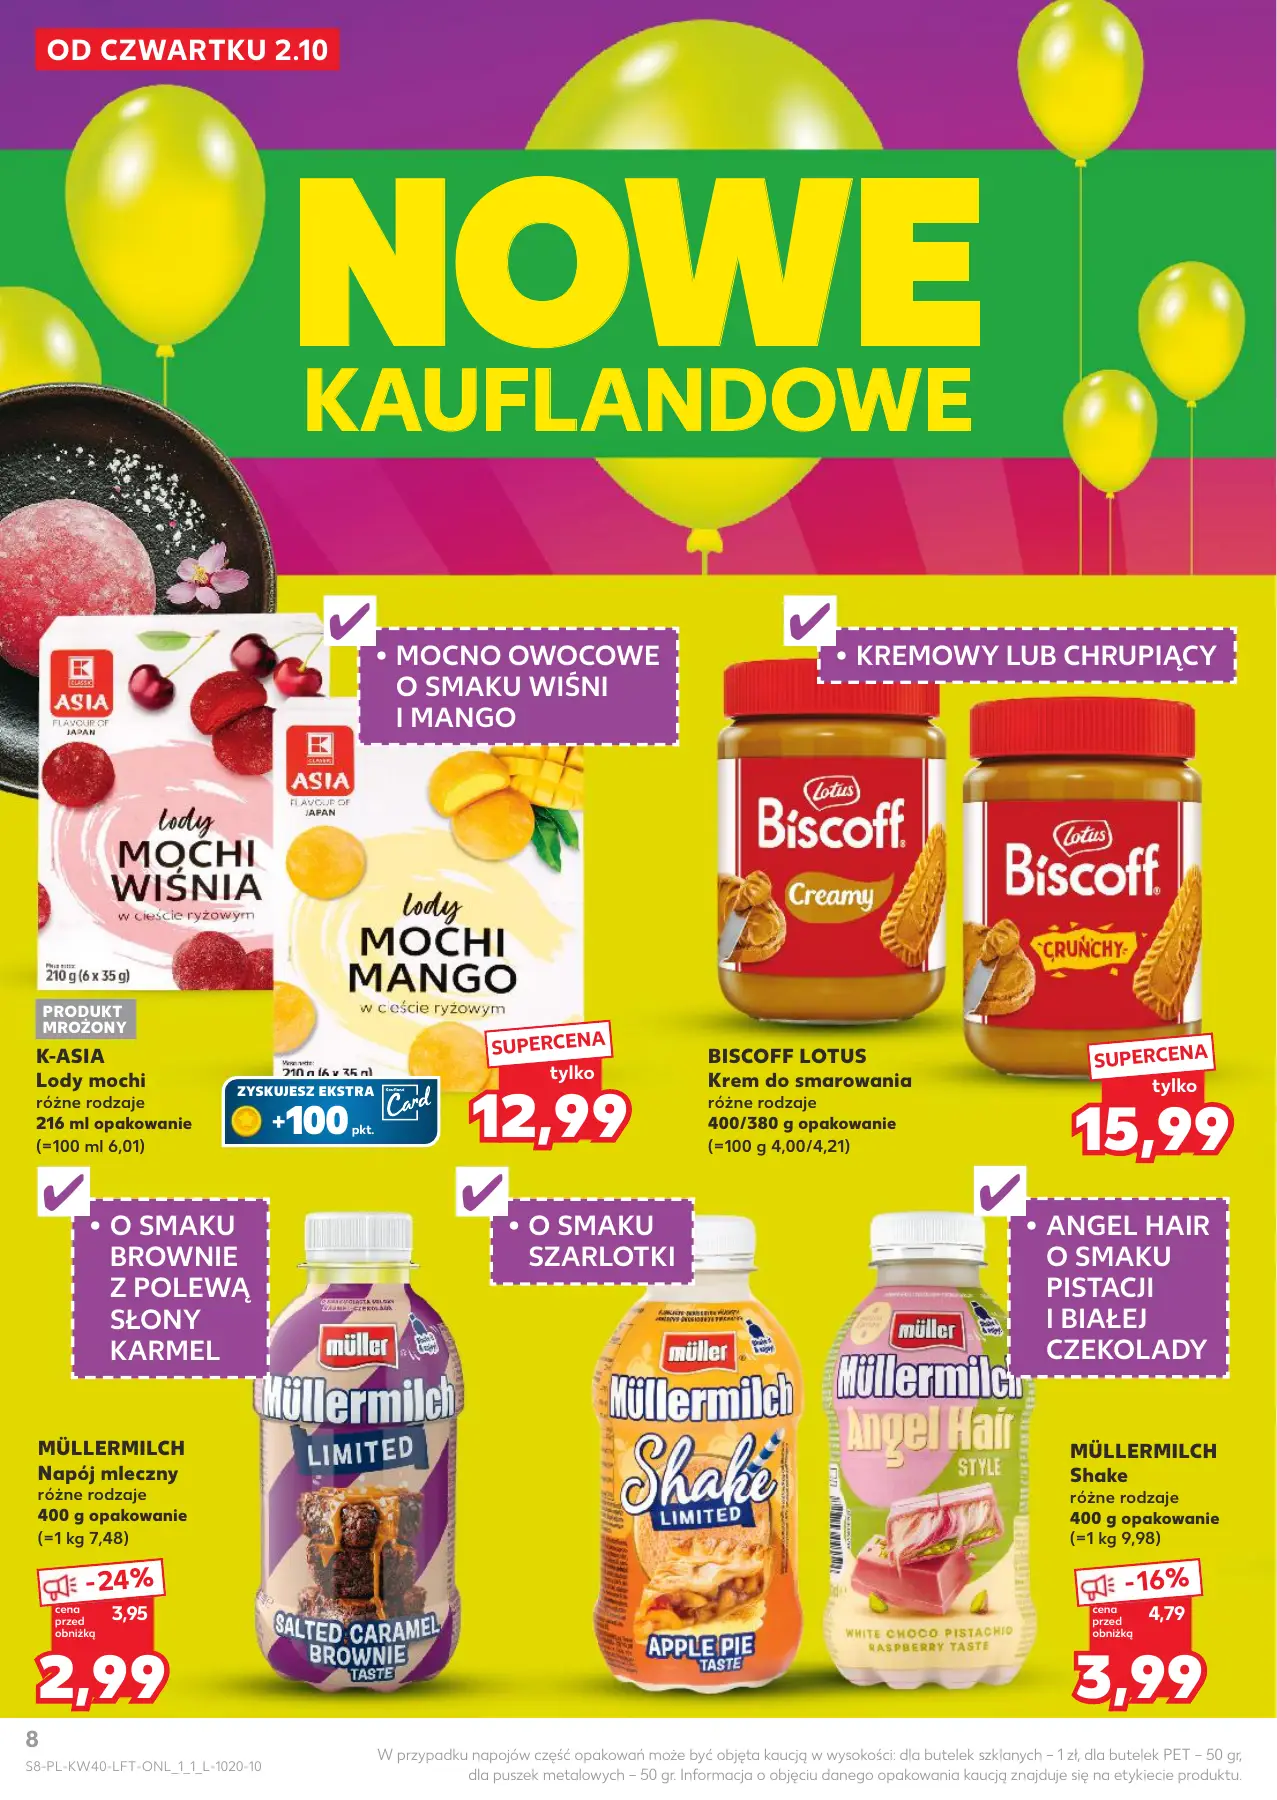 OD CZWARTKU 2.10
NOWE
KAUFLANDOWE
• MOCNO OWOCOWE
O SMAKU WIŚNI
I MANGO
• KREMOWY LUB CHRUPIĄCY
K
CLASSIC
ASIA
FLAVOUR OF
JAPAN
lody
MOCHI
WIŚNIA
w cieście ryżowym
Masa netto:
210 g (6 x 35 g)
K
CLASSIC
ASIA
FLAVOUR OF
JAPAN
lody
MOCHI
MANGO
w cieście ryżowym
Masa netto:
210 g (6 x 35 g)
Lotus
Biscoff
Creamy
Lotus
Biscoff
CRUNCHY
PRODUKT
MROŻONY
K-ASIA
Lody mochi
różne rodzaje
216 ml opakowanie
(=100 ml 6,01)
ZYSKUJESZ EKSTRA
+100 pkt.
Kaufland
Card
SUPERCENA
tylko
12,99
BISCOFF LOTUS
Krem do smarowania
różne rodzaje
400/380 g opakowanie
(=100 g 4,00/4,21)
SUPERCENA
tylko
15,99
• O SMAKU
BROWNIE
Z POLEWĄ
SŁONY
KARMEL
• O SMAKU
SZARLOTKI
• ANGEL HAIR
O SMAKU
PISTACJI
I BIAŁEJ
CZEKOLADY
müller
Müllermilch
LIMITED
SALTED CARAMEL
BROWNIE
TASTE
müller
Müllermilch
Shake
LIMITED
APPLE PIE
TASTE
müller
Müllermilch
Angel Hair
STYLE
WHITE CHOCO PISTACHIO
RASPBERRY TASTE
MÜLLERMILCH
Napój mleczny
różne rodzaje
400 g opakowanie
(=1 kg 7,48)
-24%
cena
przed
obniżką
3,95
2,99
MÜLLERMILCH
Shake
różne rodzaje
400 g opakowanie
(=1 kg 9,98)
-16%
cena
przed
obniżką
4,79
3,99
8
S8-PL-KW40-LFT-ONL_1_1_L-1020-10
W przypadku napojów część opakowań może być objęta kaucją w wysokości: dla butelek szklanych – 1 zł, dla butelek PET – 50 gr,
dla puszek metalowych – 50 gr. Informacja o objęciu danego opakowania kaucją znajduje się na etykiecie produktu.